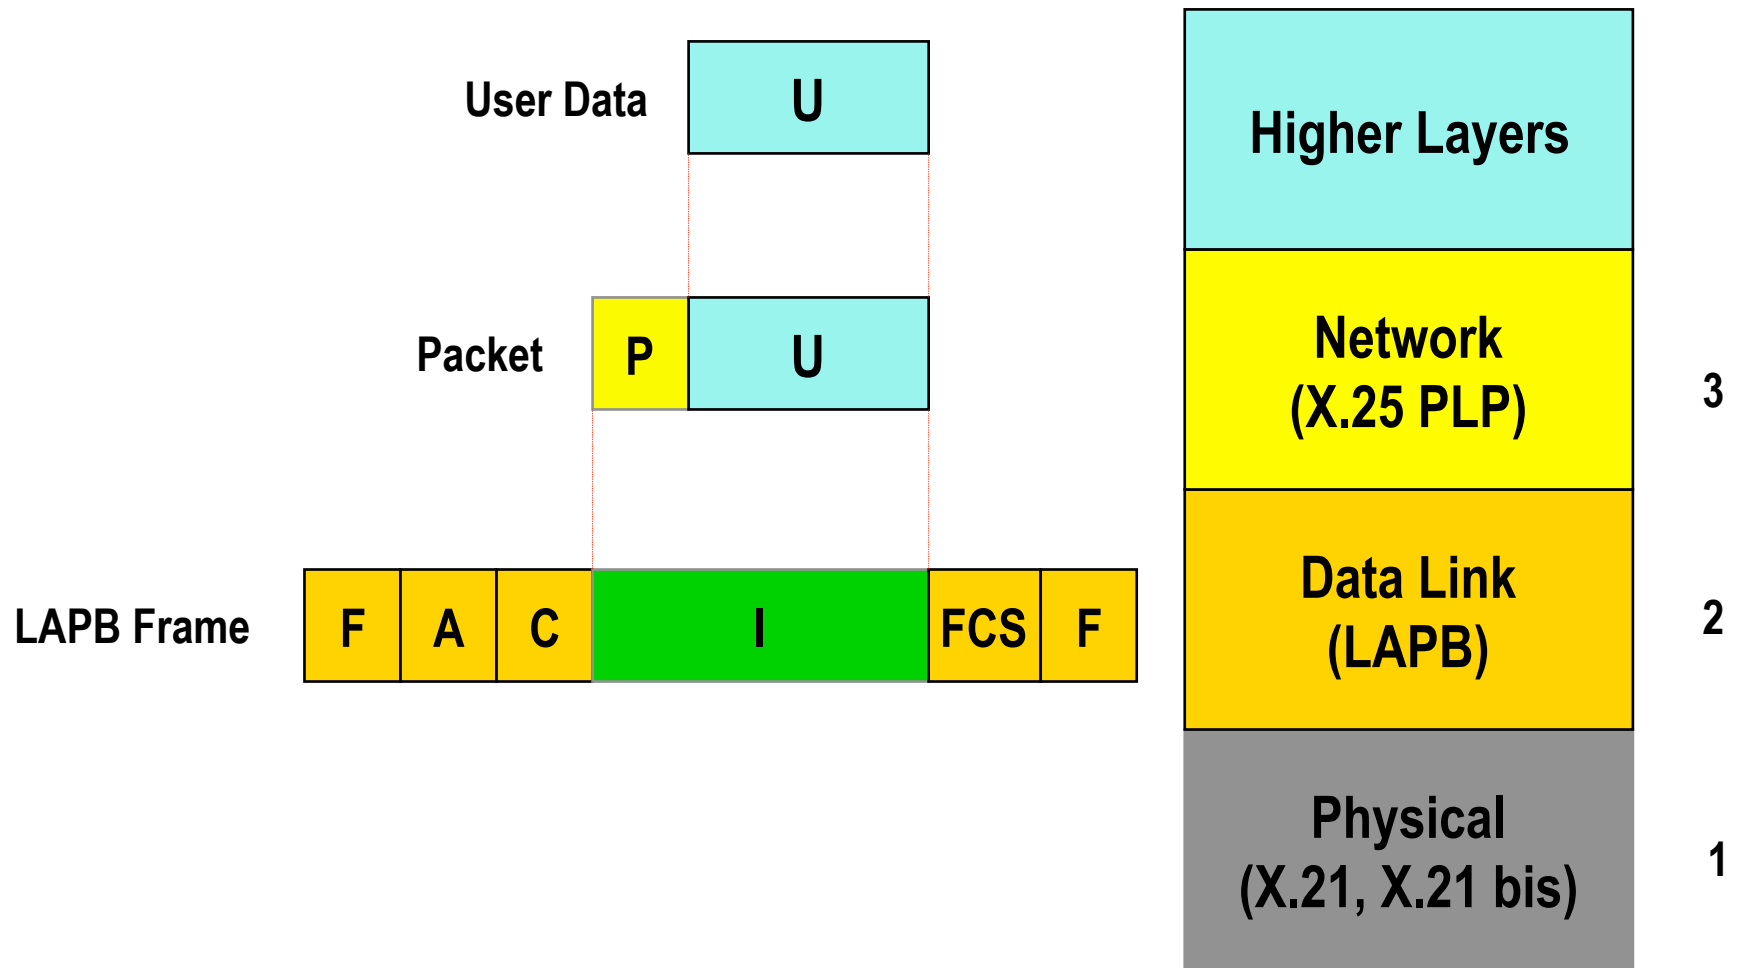 User Data
U
Higher Layers
Packet
P
U
Network
(X.25 PLP)
3
LAPB Frame
F
A
C
I
FCS
F
Data Link
(LAPB)
2
Physical
(X.21, X.21 bis)
1